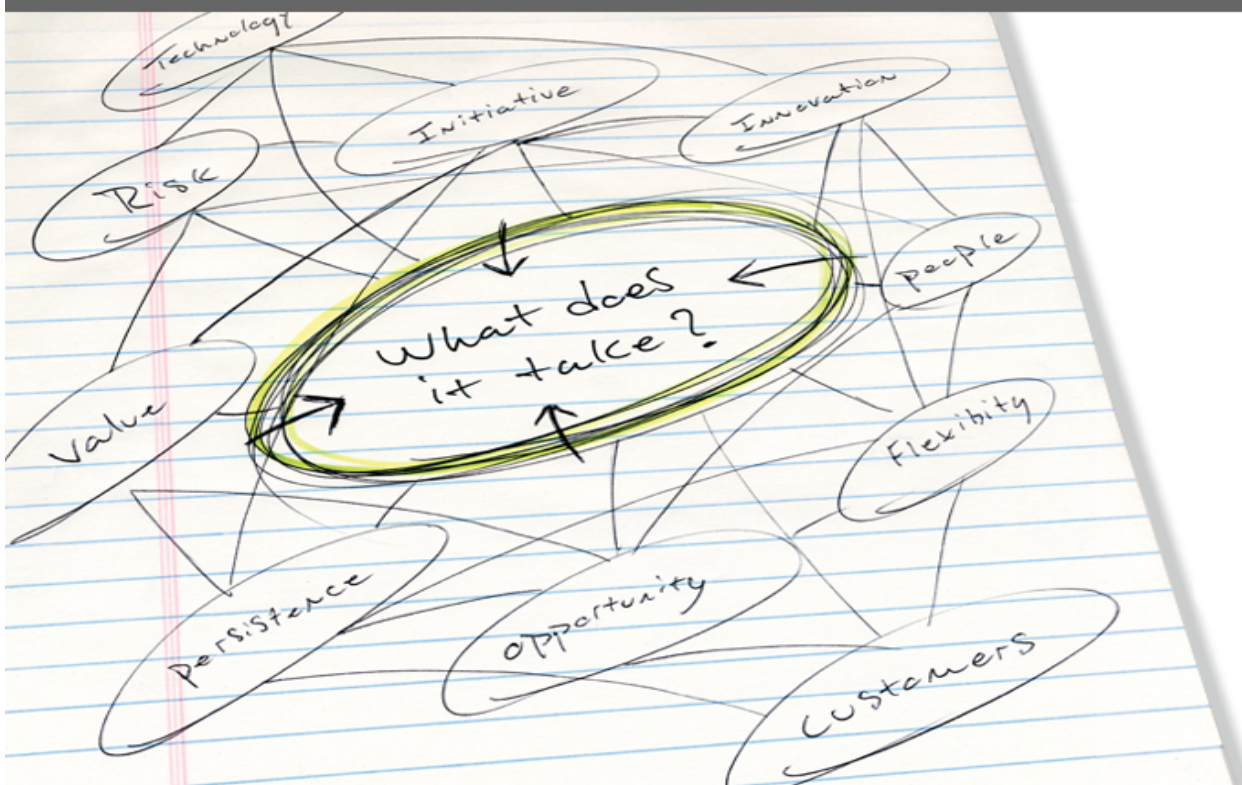 Technology
Initiative
Innovation
Risk
people
What does
it take?
value
Flexibity
persistence
opportunity
customers